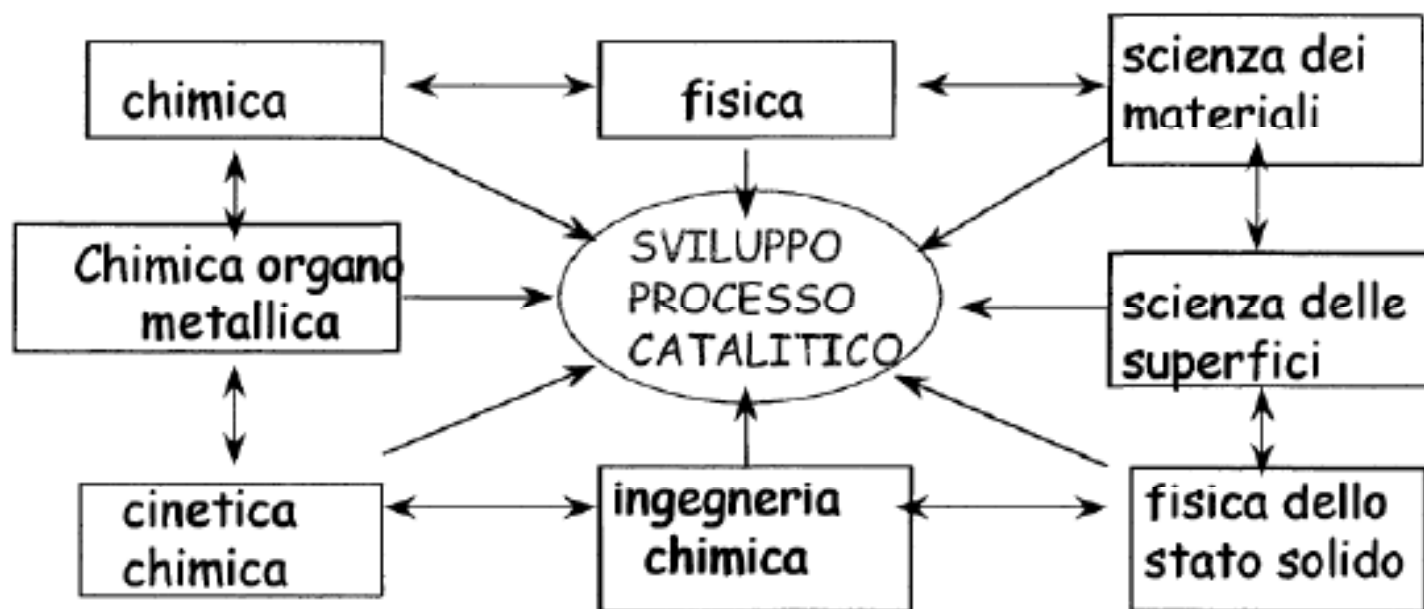 chimica
fisica
scienza dei
materiali
Chimica organo
metallica
SVILUPPO
PROCESSO
CATALITICO
scienza delle
superfici
cinetica
chimica
ingegneria
chimica
fisica dello
stato solido